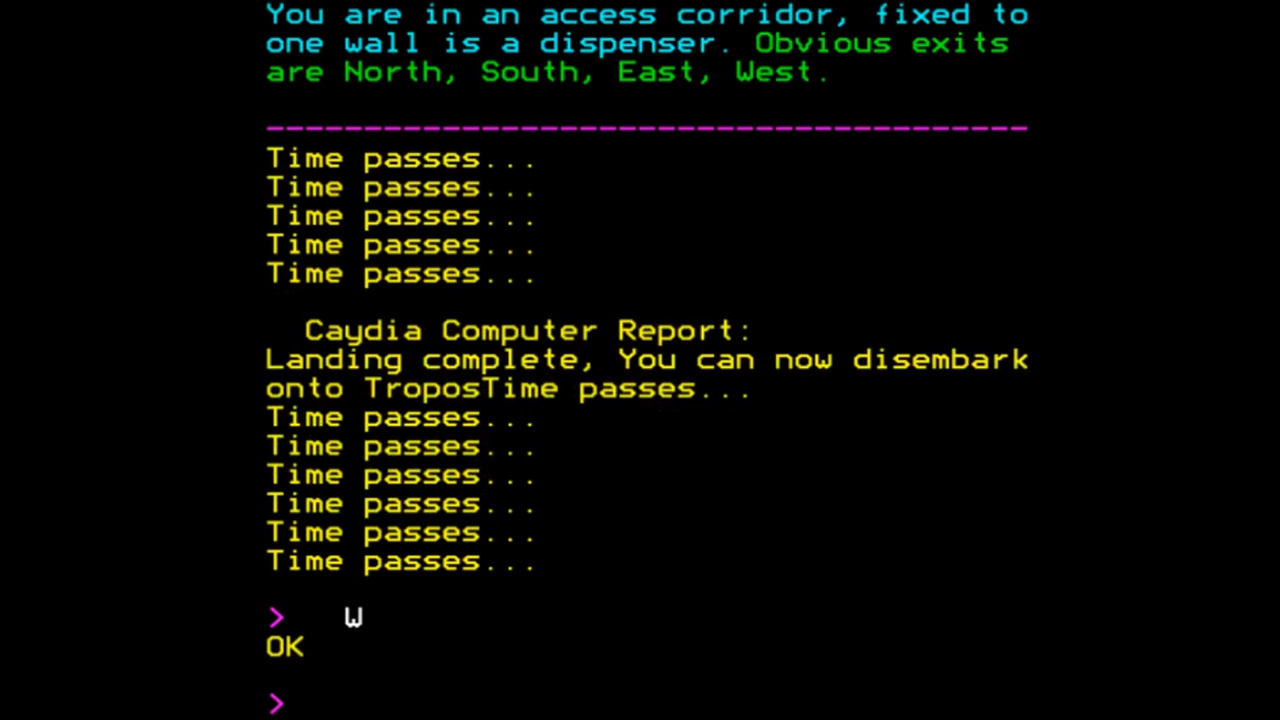 You are in an access corridor, fixed to
one wall is a dispenser. Obvious exits
are North, South, East, West.
---------------------------------------
Time passes...
Time passes...
Time passes...
Time passes...
Time passes...
Caydia Computer Report:
Landing complete, You can now disembark
onto TroposTime passes...
Time passes...
Time passes...
Time passes...
Time passes...
Time passes...
Time passes...
> W
OK
>